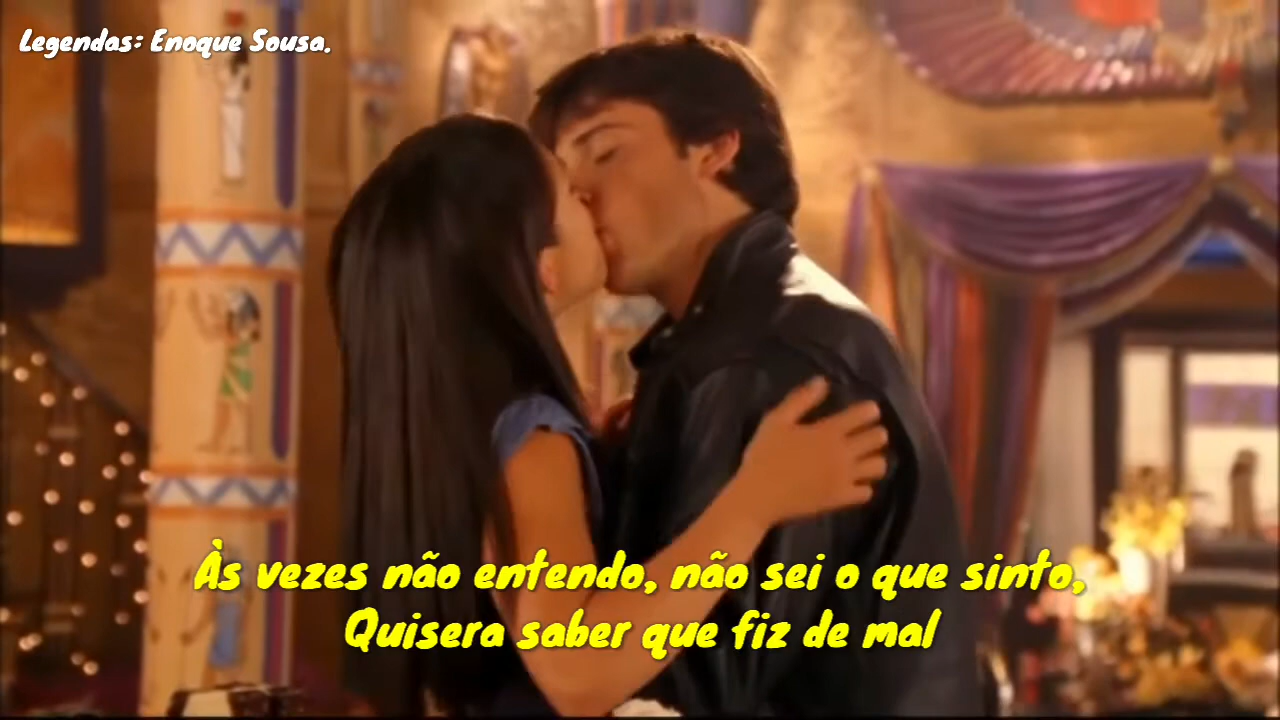 Legendas: Enoque Sousa.
Às vezes não entendo, não sei o que sinto,
Quisera saber que fiz de mal